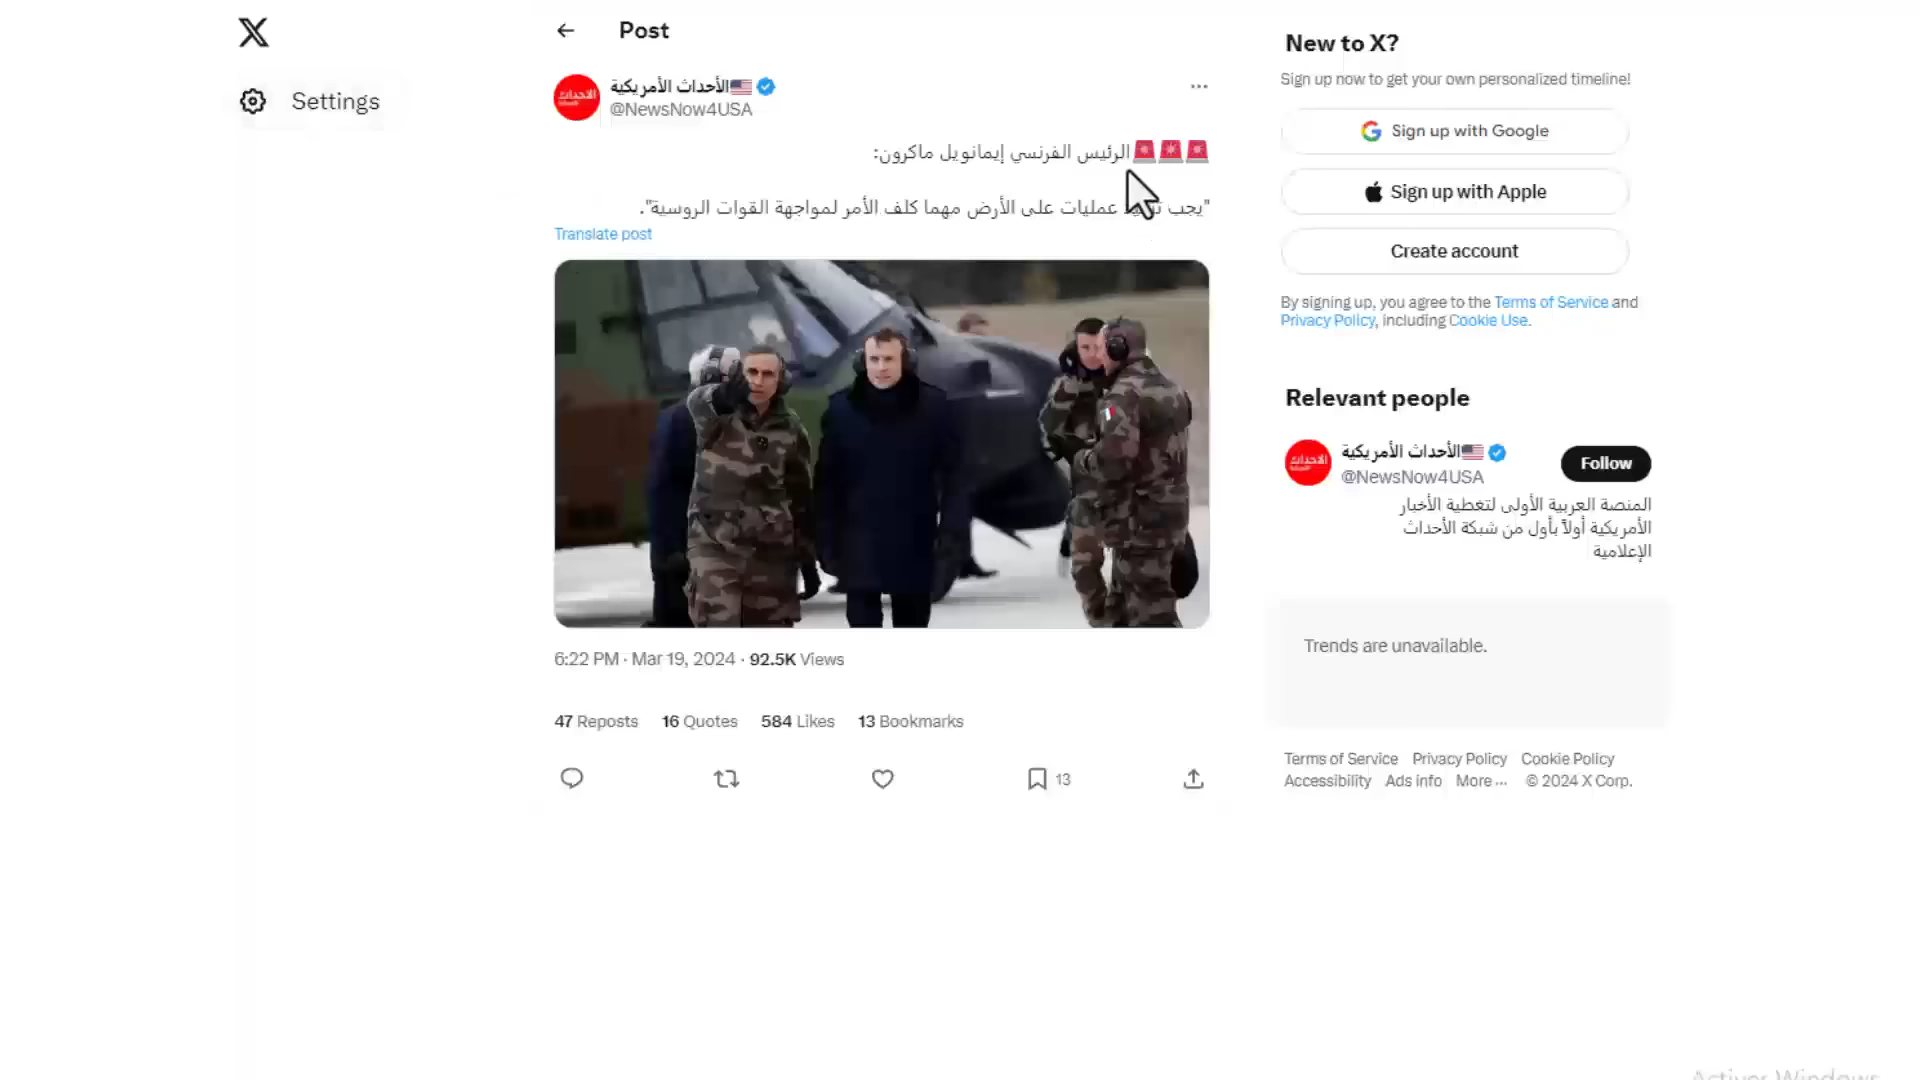 Post
Settings
الأحداث الأمريكية
@NewsNow4USA
الرئيس الفرنسي إيمانويل ماكرون:
"يجب عمليات على الأرض مهما كلف الأمر لمواجهة القوات الروسية".
Translate post
6:22 PM · Mar 19, 2024 · 92.5K Views
47 Reposts 16 Quotes 584 Likes 13 Bookmarks
13
New to X?
Sign up now to get your own personalized timeline!
Sign up with Google
Sign up with Apple
Create account
By signing up, you agree to the Terms of Service and
Privacy Policy, including Cookie Use.
Relevant people
الأحداث الأمريكية
@NewsNow4USA
Follow
المنصة العربية الأولى لتغطية الأخبار
الأمريكية أولاً بأول من شبكة الأحداث
الإعلامية
Trends are unavailable.
Terms of Service Privacy Policy Cookie Policy
Accessibility Ads info More ··· © 2024 X Corp.